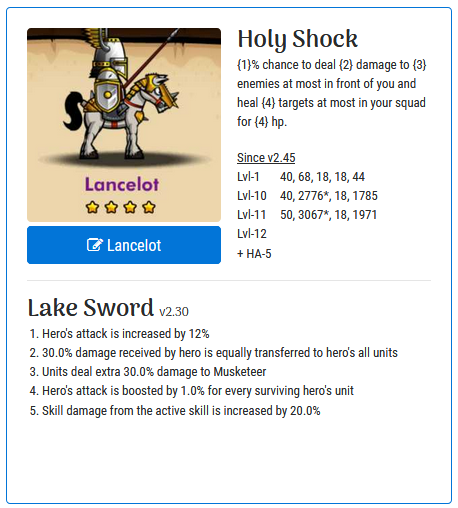 Holy Shock
{1}% chance to deal {2} damage to {3}
enemies at most in front of you and
heal {4} targets at most in your squad
for {4} hp.
Since v2.45
Lvl-1 40, 68, 18, 18, 44
Lvl-10 40, 2776*, 18, 1785
Lvl-11 50, 3067*, 18, 1971
Lvl-12
+ HA-5
Lancelot
Lancelot
Lake Sword v2.30
1. Hero's attack is increased by 12%
2. 30.0% damage received by hero is equally transferred to hero's all units
3. Units deal extra 30.0% damage to Musketeer
4. Hero's attack is boosted by 1.0% for every surviving hero's unit
5. Skill damage from the active skill is increased by 20.0%